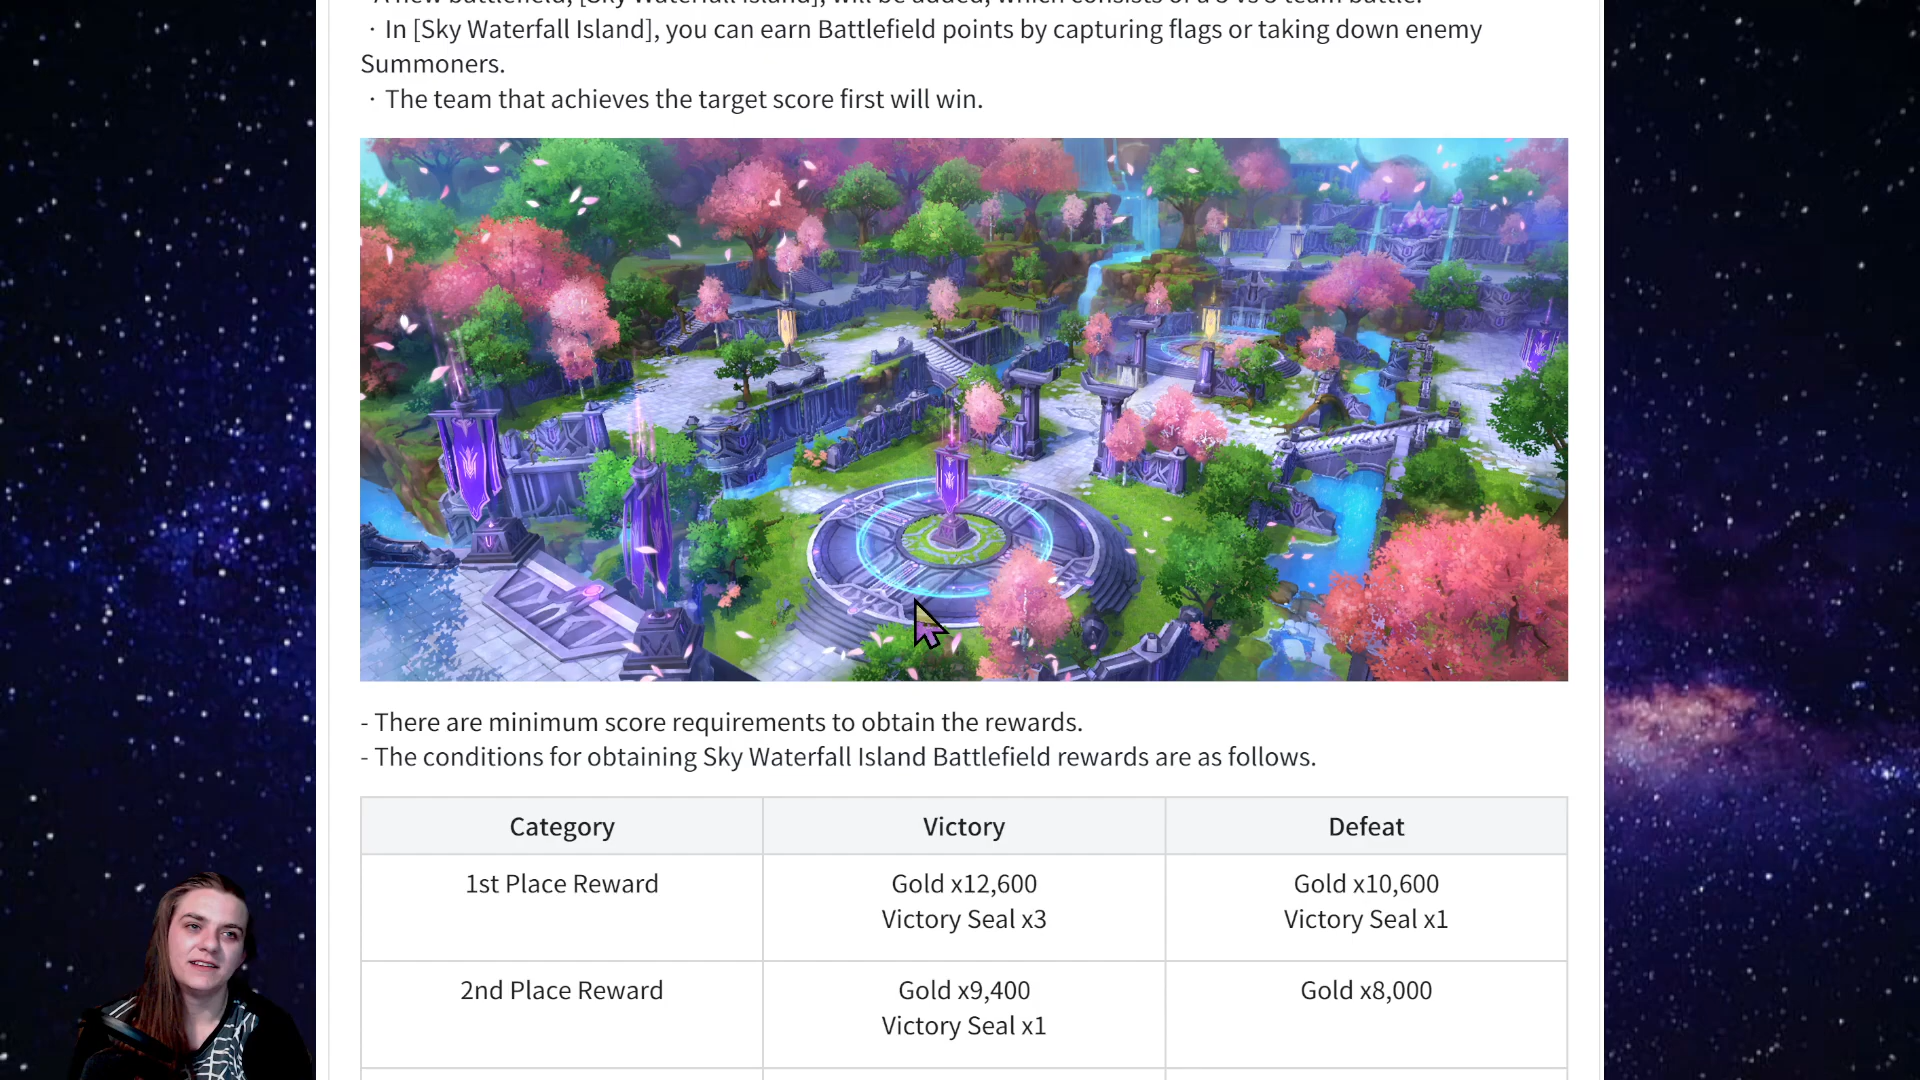 · In [Sky Waterfall Island], you can earn Battlefield points by capturing flags or taking down enemy
Summoners.
· The team that achieves the target score first will win.
- There are minimum score requirements to obtain the rewards.
- The conditions for obtaining Sky Waterfall Island Battlefield rewards are as follows.
Category Victory Defeat
1st Place Reward
Gold x12,600
Victory Seal x3
Gold x10,600
Victory Seal x1
2nd Place Reward
Gold x9,400
Victory Seal x1
Gold x8,000